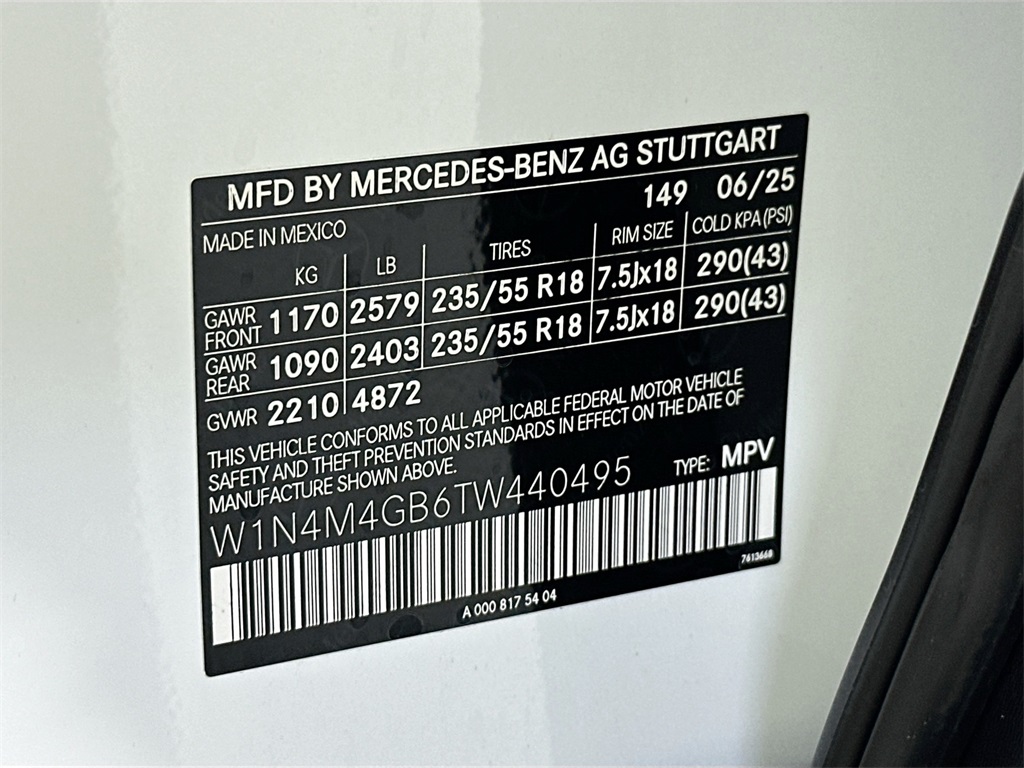 MFD BY MERCEDES-BENZ AG STUTTGART
149 06/25
MADE IN MEXICO
KG LB TIRES RIM SIZE COLD KPA (PSI)
GAWR FRONT 1170 2579 235/55 R18 7.5Jx18 290(43)
GAWR REAR 1090 2403 235/55 R18 7.5Jx18 290(43)
GVWR 2210 4872
THIS VEHICLE CONFORMS TO ALL APPLICABLE FEDERAL MOTOR VEHICLE
SAFETY AND THEFT PREVENTION STANDARDS IN EFFECT ON THE DATE OF
MANUFACTURE SHOWN ABOVE.
W1N4M4GB6TW440495 TYPE: MPV
7613668
A 000 817 54 04